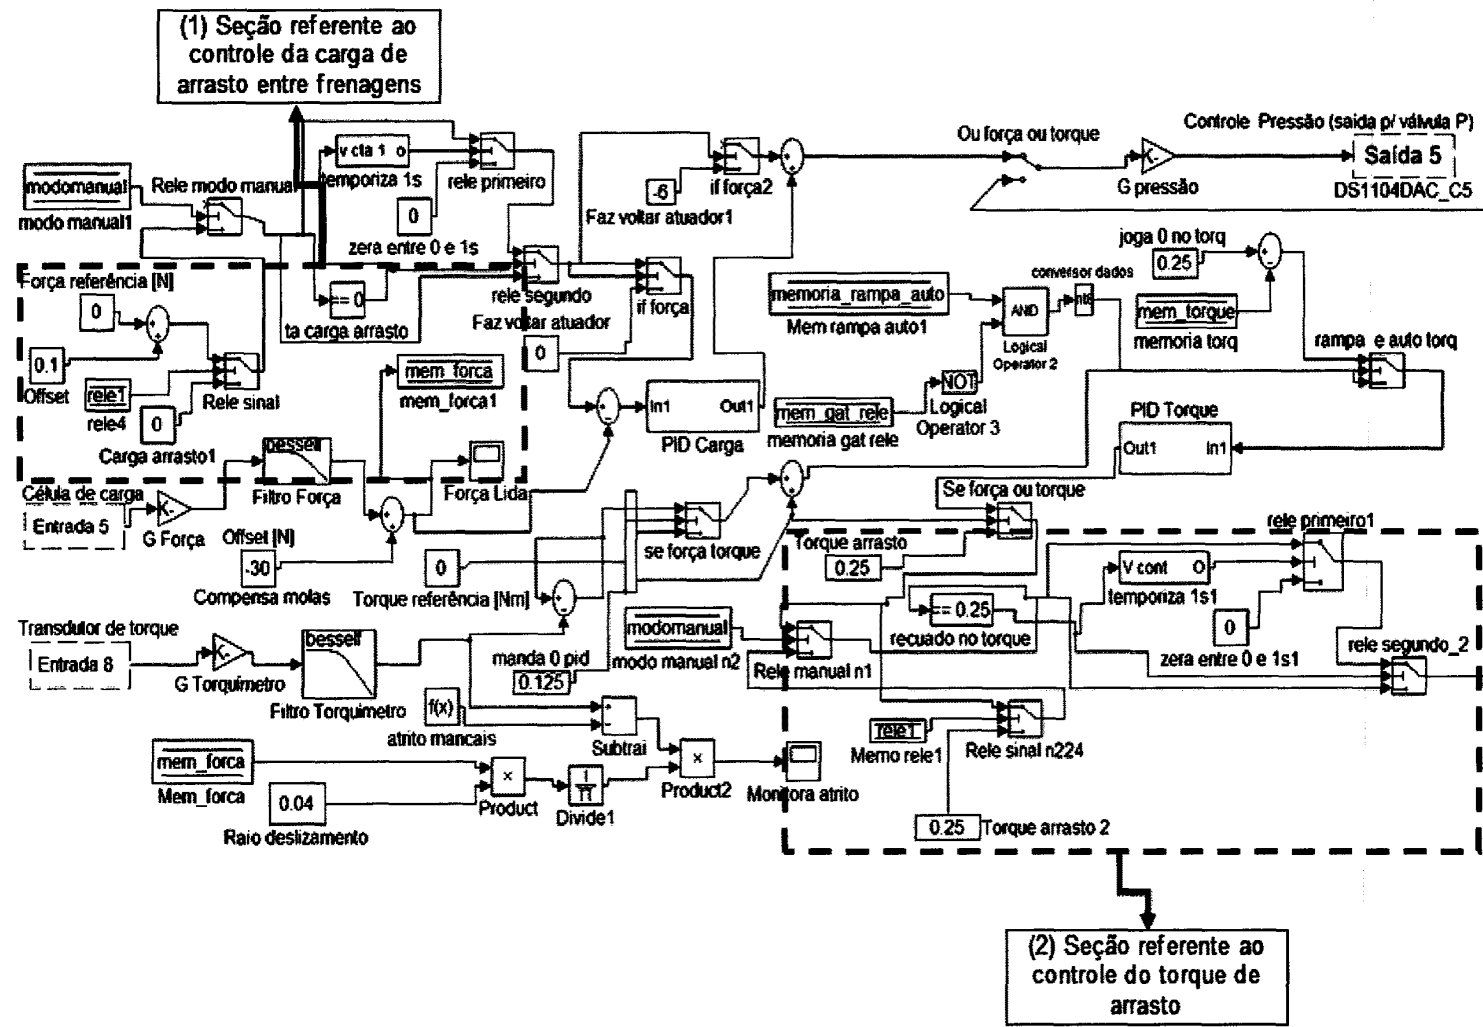 (1) Seção referente ao
controle da carga de
arrasto entre frenagens
modomanual
modo manual1
Rele modo manual
v cta 1 o
temporiza 1s
rele primeiro
0
zera entre 0 e 1s
-6
if força2
Faz voltar atuador1
Ou força ou torque
K-
G pressão
Controle Pressão (saida p/ válvula P)
Saída 5
DS1104DAC_C5
Força referência [N]
0
0.1
Offset
rele1
rele4
0
Carga arrasto1
Rele sinal
== 0
ta carga arrasto
rele segundo
Faz voltar atuador
0
if força
mem_forca
mem_forca1
In1 Out1
PID Carga
memoria_rampa_auto
Mem rampa auto1
AND
Logical
Operator 2
conversor dados
mem_gat_rele
memoria gat rele
NOT
Logical
Operator 3
joga 0 no torq
0.25
mem_torque
memoria torq
rampa e auto torq
PID Torque
Out1 In1
Célula de carga
Entrada 5
K-
G Força
besself
Filtro Força
Força Lida
Offset [N]
-30
Compensa molas
0
Torque referência [Nm]
se força torque
Se força ou torque
Torque arrasto
0.25
== 0.25
recuado no torque
V cont O
temporiza 1s1
rele primeiro1
0
zera entre 0 e 1s1
rele segundo_2
Transdutor de torque
Entrada 8
K-
G Torquímetro
besself
Filtro Torquimetro
manda 0 pid
0.125
modomanual
modo manual n2
Rele manual n1
f(x)
atrito mancais
Subtrai
rele1
Memo rele1
Rele sinal n224
mem_forca
Mem_forca
0.04
Raio deslizamento
×
Product
Divide1
×
Product2
Monitora atrito
0.25
Torque arrasto 2
(2) Seção referente ao
controle do torque de
arrasto